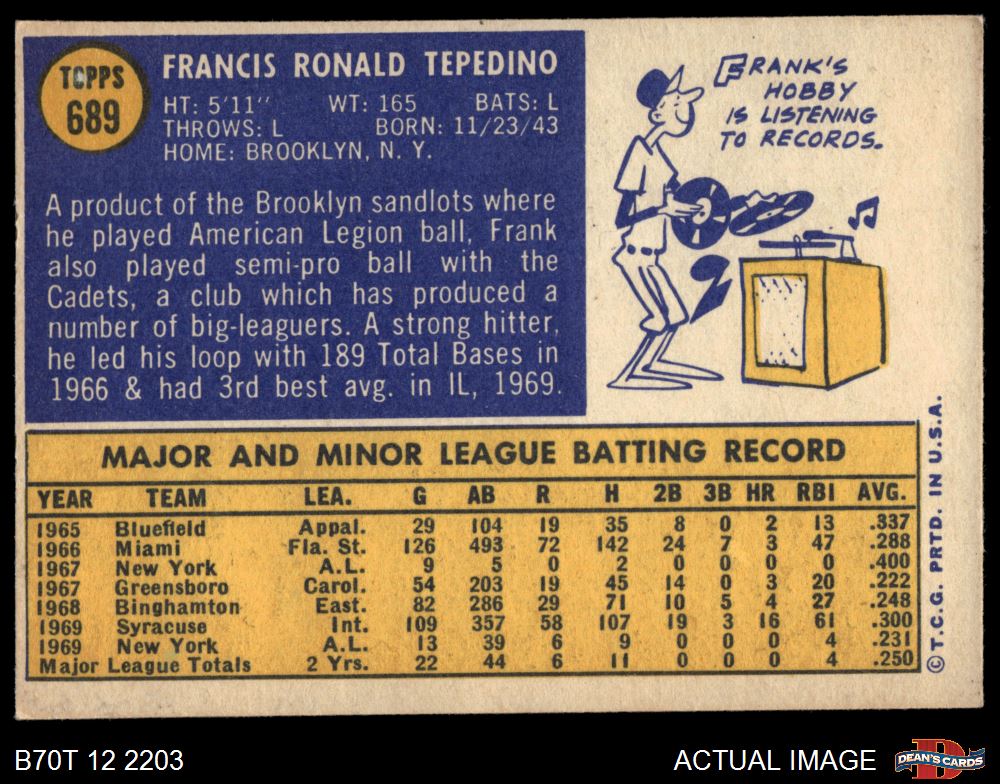 TOPPS
689
FRANCIS RONALD TEPEDINO
HT: 5'11" WT: 165 BATS: L
THROWS: L BORN: 11/23/43
HOME: BROOKLYN, N. Y.
A product of the Brooklyn sandlots where
he played American Legion ball, Frank
also played semi-pro ball with the
Cadets, a club which has produced a
number of big-leaguers. A strong hitter,
he led his loop with 189 Total Bases in
1966 & had 3rd best avg. in IL, 1969.
FRANK'S
HOBBY
IS LISTENING
TO RECORDS.
MAJOR AND MINOR LEAGUE BATTING RECORD
YEAR TEAM LEA. G AB R H 2B 3B HR RBI AVG.
1965 Bluefield Appal. 29 104 19 35 8 0 2 13 .337
1966 Miami Fla. St. 126 493 72 142 24 7 3 47 .288
1967 New York A.L. 9 5 0 2 0 0 0 0 .400
1967 Greensboro Carol. 54 203 19 45 14 0 3 20 .222
1968 Binghamton East. 82 286 29 71 10 5 4 27 .248
1969 Syracuse Int. 109 357 58 107 19 3 16 61 .300
1969 New York A.L. 13 39 6 9 0 0 0 4 .231
Major League Totals 2 Yrs. 22 44 6 11 0 0 0 4 .250
© T.C.G. PRTD. IN U.S.A.
B70T 12 2203
ACTUAL IMAGE
D
DEAN'S CARDS